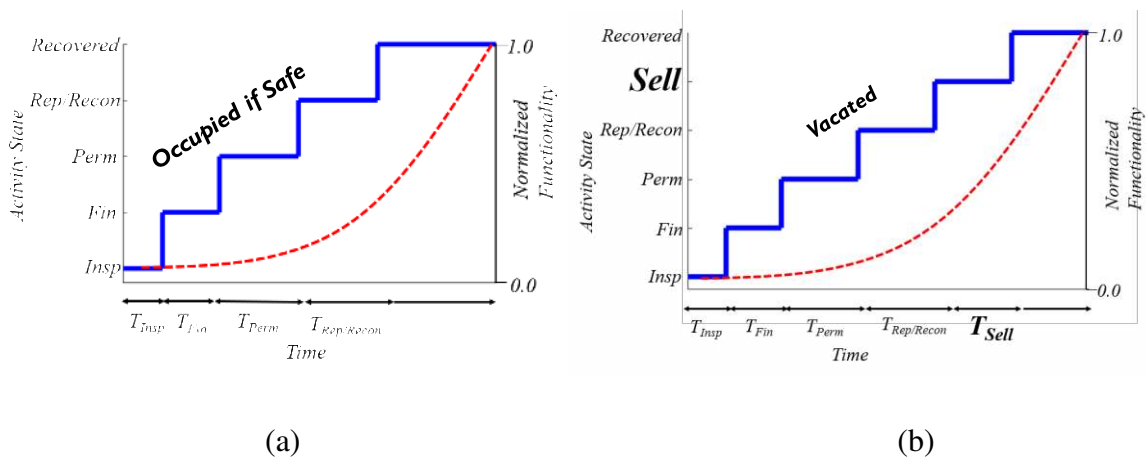 Recovered
Rep/Recon
Perm
Fin
Insp
Activity State
Occupied if Safe
1.0
0.0
Normalized
Functionality
T_Insp
T_Fin
T_Perm
T_Rep/Recon
Time
(a)
Recovered
Sell
Rep/Recon
Perm
Fin
Insp
Activity State
Vacated
1.0
0.0
Normalized
Functionality
T_Insp
T_Fin
T_Perm
T_Rep/Recon
T_Sell
Time
(b)